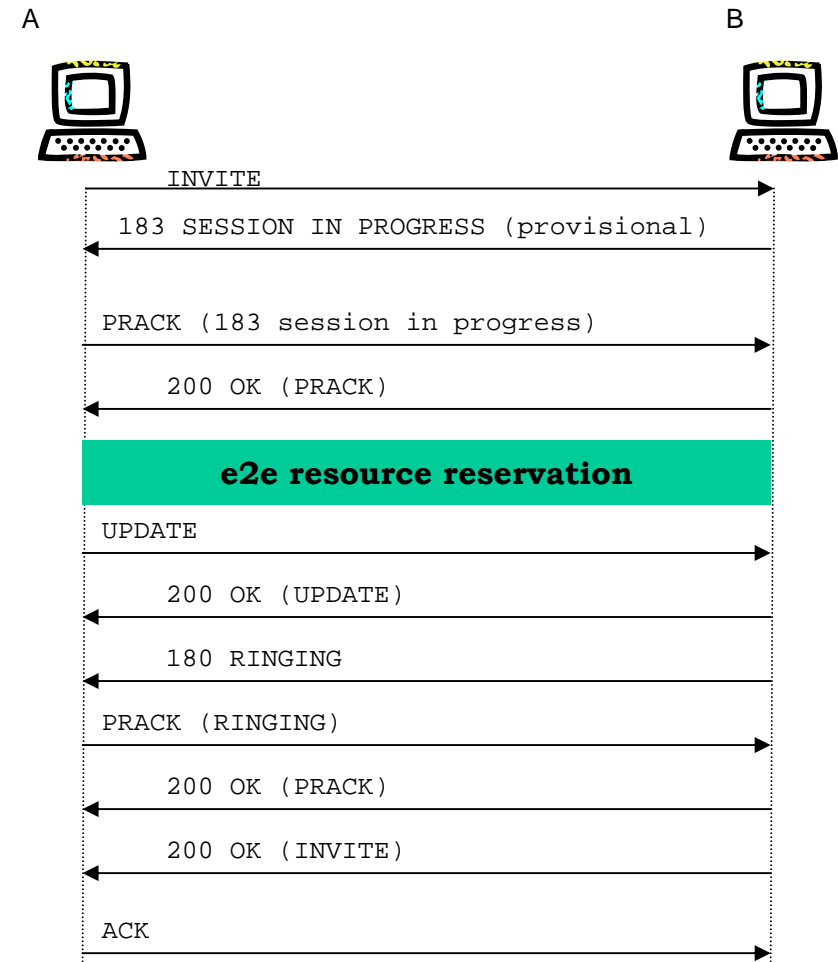 A
B
INVITE
183 SESSION IN PROGRESS (provisional)
PRACK (183 session in progress)
200 OK (PRACK)
e2e resource reservation
UPDATE
200 OK (UPDATE)
180 RINGING
PRACK (RINGING)
200 OK (PRACK)
200 OK (INVITE)
ACK